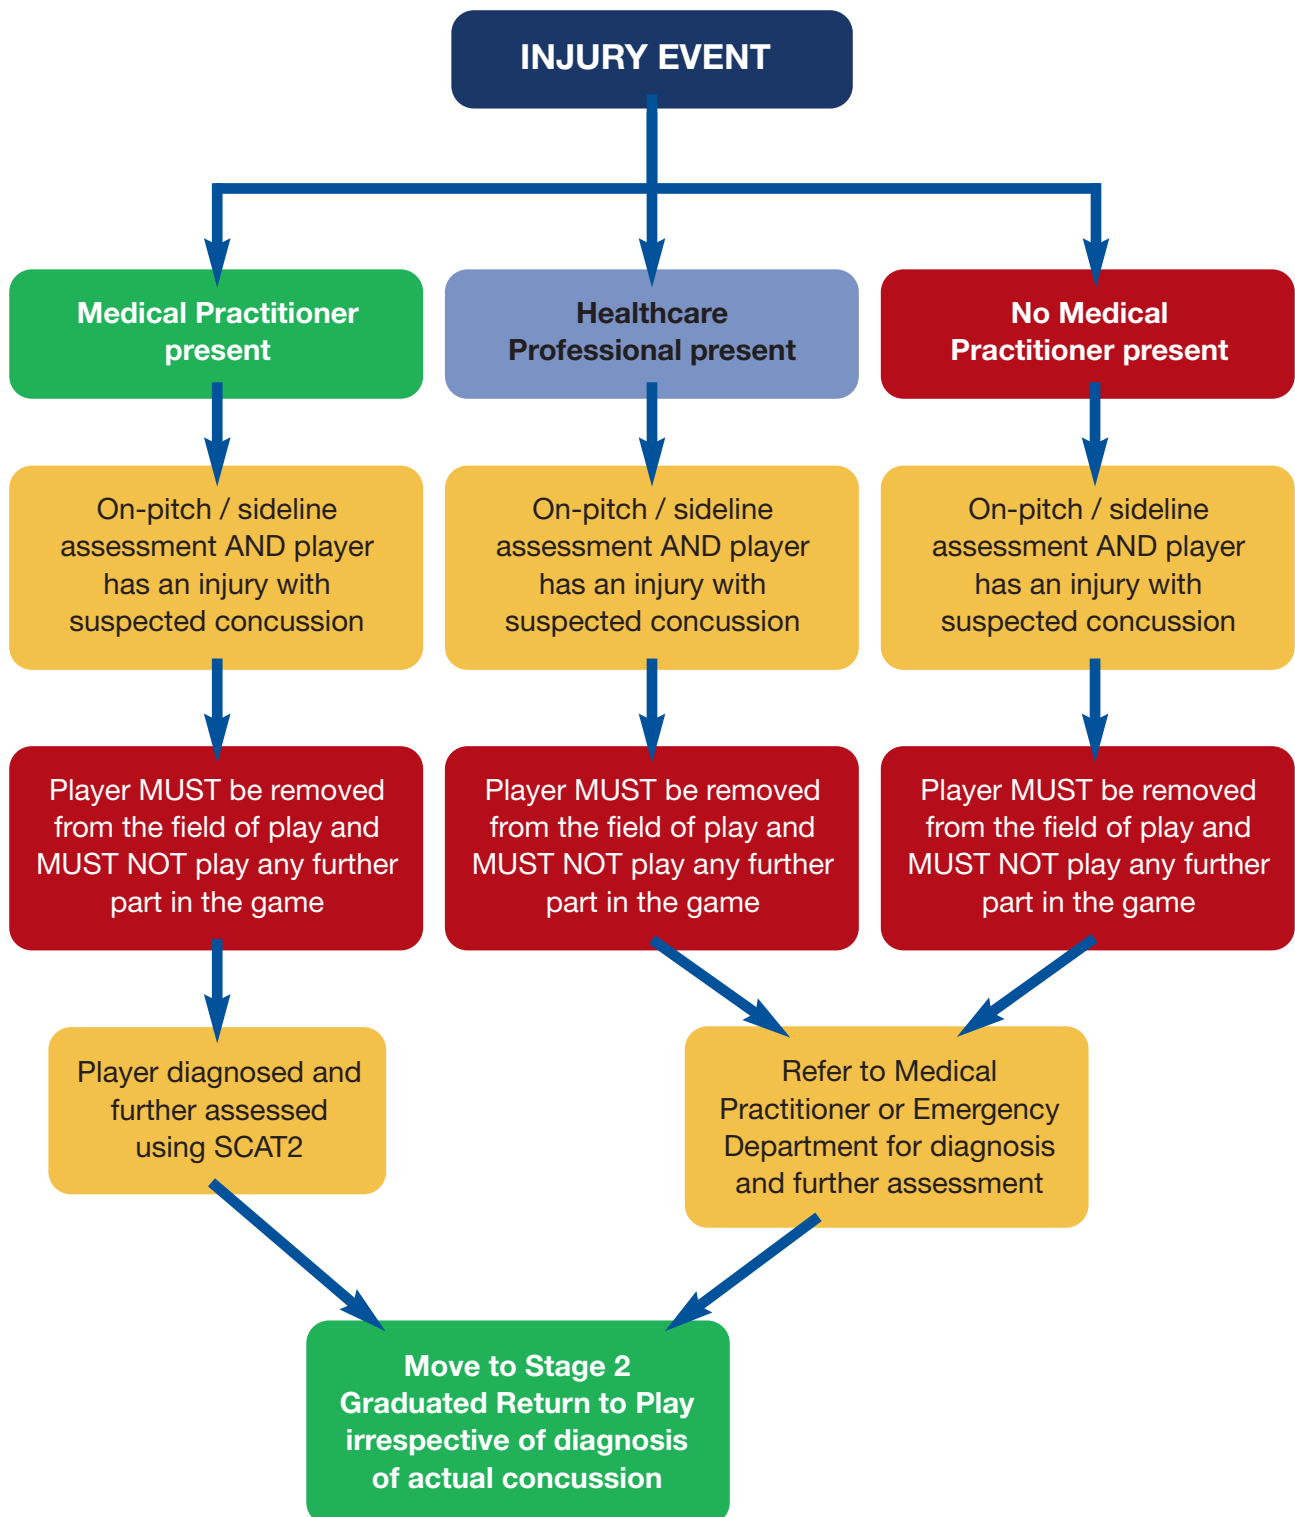 INJURY EVENT
Medical Practitioner
present
Healthcare
Professional present
No Medical
Practitioner present
On-pitch / sideline
assessment AND player
has an injury with
suspected concussion
On-pitch / sideline
assessment AND player
has an injury with
suspected concussion
On-pitch / sideline
assessment AND player
has an injury with
suspected concussion
Player MUST be removed
from the field of play and
MUST NOT play any further
part in the game
Player MUST be removed
from the field of play and
MUST NOT play any further
part in the game
Player MUST be removed
from the field of play and
MUST NOT play any further
part in the game
Player diagnosed and
further assessed
using SCAT2
Refer to Medical
Practitioner or Emergency
Department for diagnosis
and further assessment
Move to Stage 2
Graduated Return to Play
irrespective of diagnosis
of actual concussion